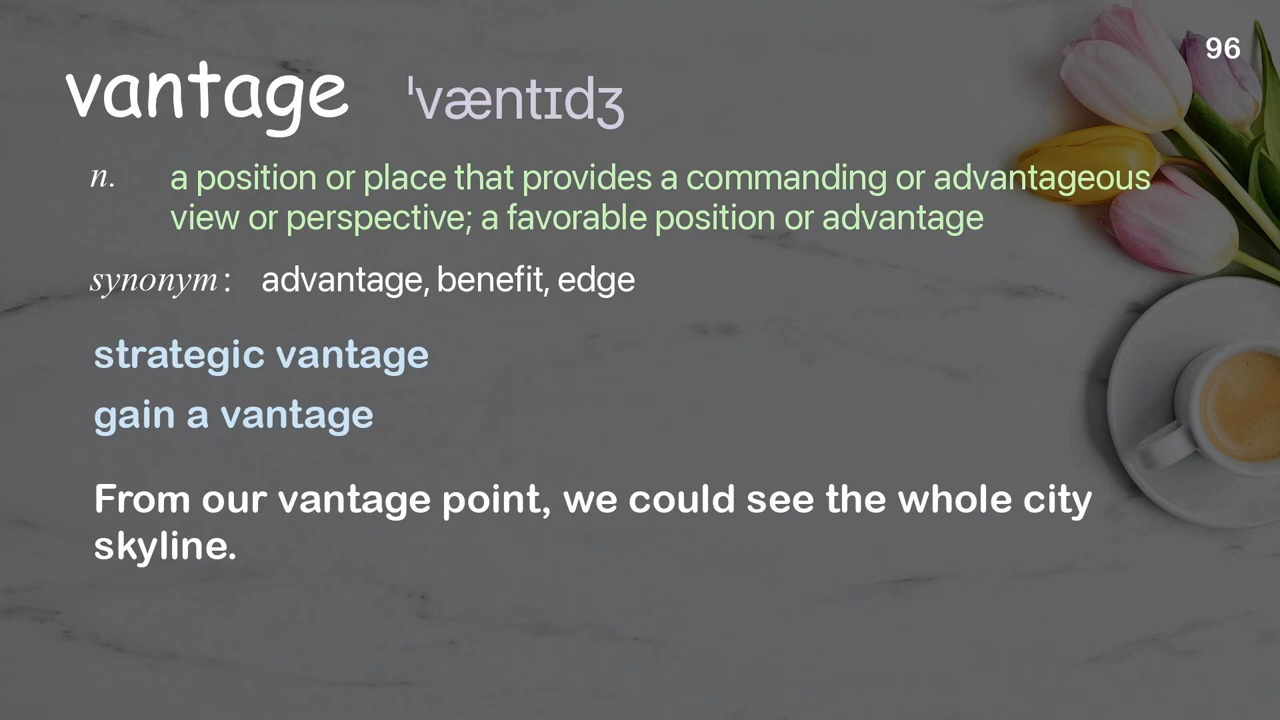 96
vantage ˈvæntɪdʒ
n. a position or place that provides a commanding or advantageous
view or perspective; a favorable position or advantage
synonym: advantage, benefit, edge
strategic vantage
gain a vantage
From our vantage point, we could see the whole city
skyline.